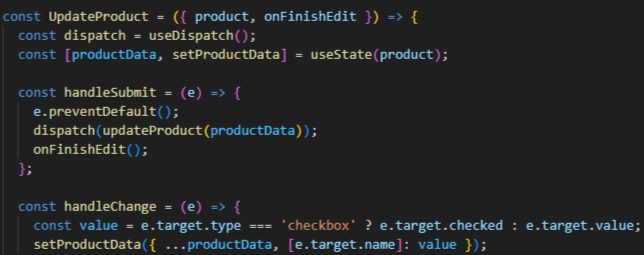 const UpdateProduct = ({ product, onFinishEdit }) => {
  const dispatch = useDispatch();
  const [productData, setProductData] = useState(product);

  const handleSubmit = (e) => {
    e.preventDefault();
    dispatch(updateProduct(productData));
    onFinishEdit();
  };

  const handleChange = (e) => {
    const value = e.target.type === 'checkbox' ? e.target.checked : e.target.value;
    setProductData({ ...productData, [e.target.name]: value });